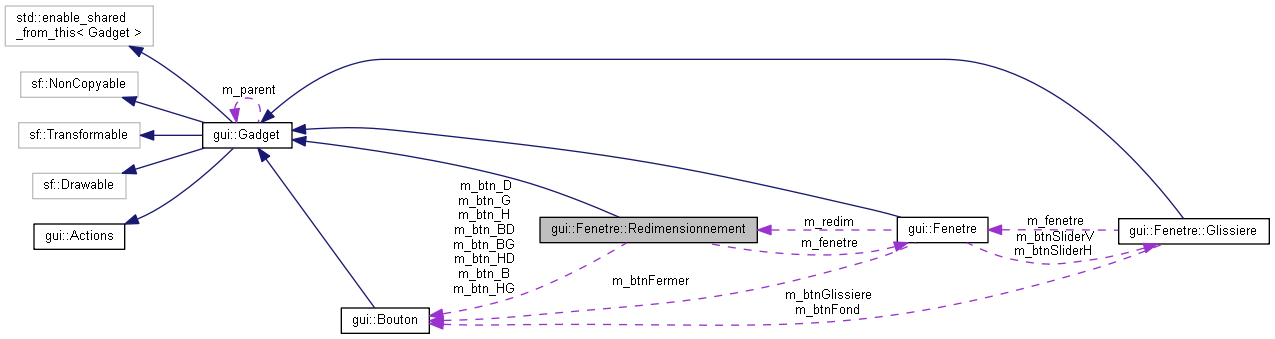 std::enable_shared
_from_this< Gadget >
sf::NonCopyable
sf::Transformable
sf::Drawable
gui::Actions
m_parent
gui::Gadget
m_btn_D
m_btn_G
m_btn_H
m_btn_BD
m_btn_BG
m_btn_HD
m_btn_B
m_btn_HG
gui::Bouton
gui::Fenetre::Redimensionnement
m_redim
m_fenetre
m_btnFermer
m_btnGlissiere
m_btnFond
gui::Fenetre
m_fenetre
m_btnSliderV
m_btnSliderH
gui::Fenetre::Glissiere